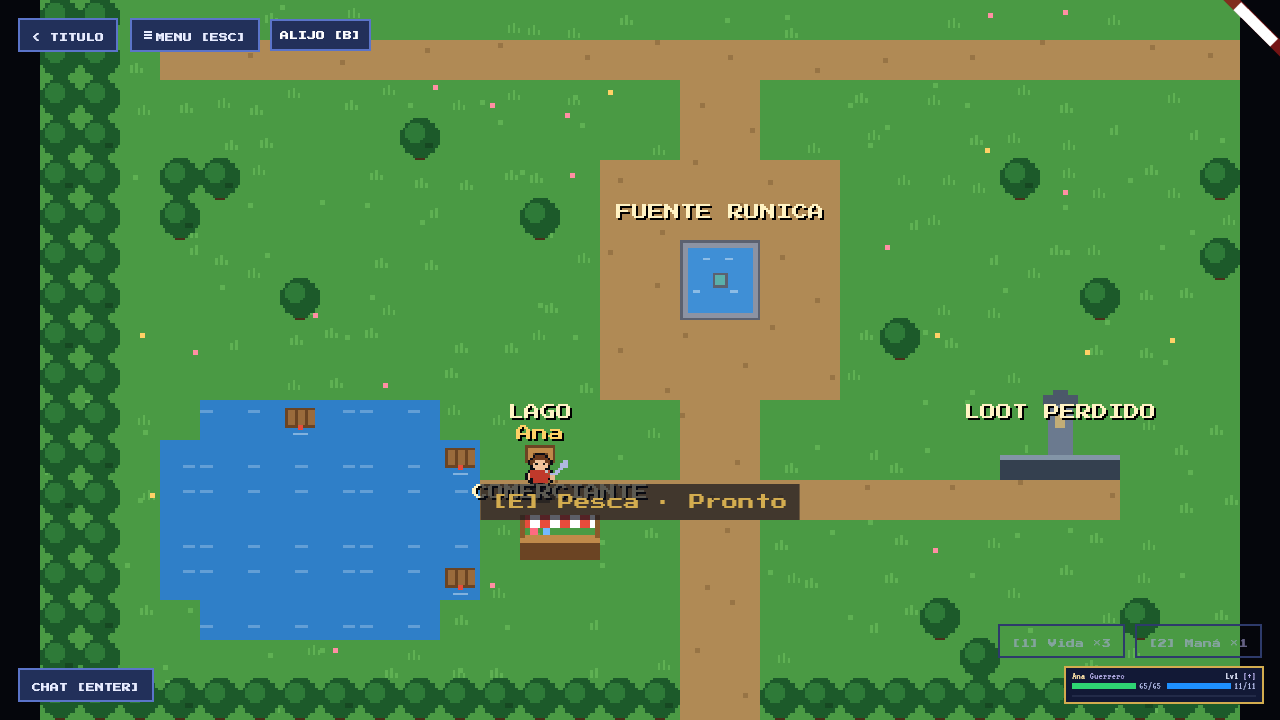 < TITULO
≡ MENU [ESC]
ALIJO [B]
FUENTE RUNICA
LAGO
Ana
LOOT PERDIDO
COMERCIANTE
[E] Pesca · Pronto
[1] Vida ×3
[2] Maná ×1
CHAT [ENTER]
Ana Guerrero
Lv1 [+]
65/65
11/11